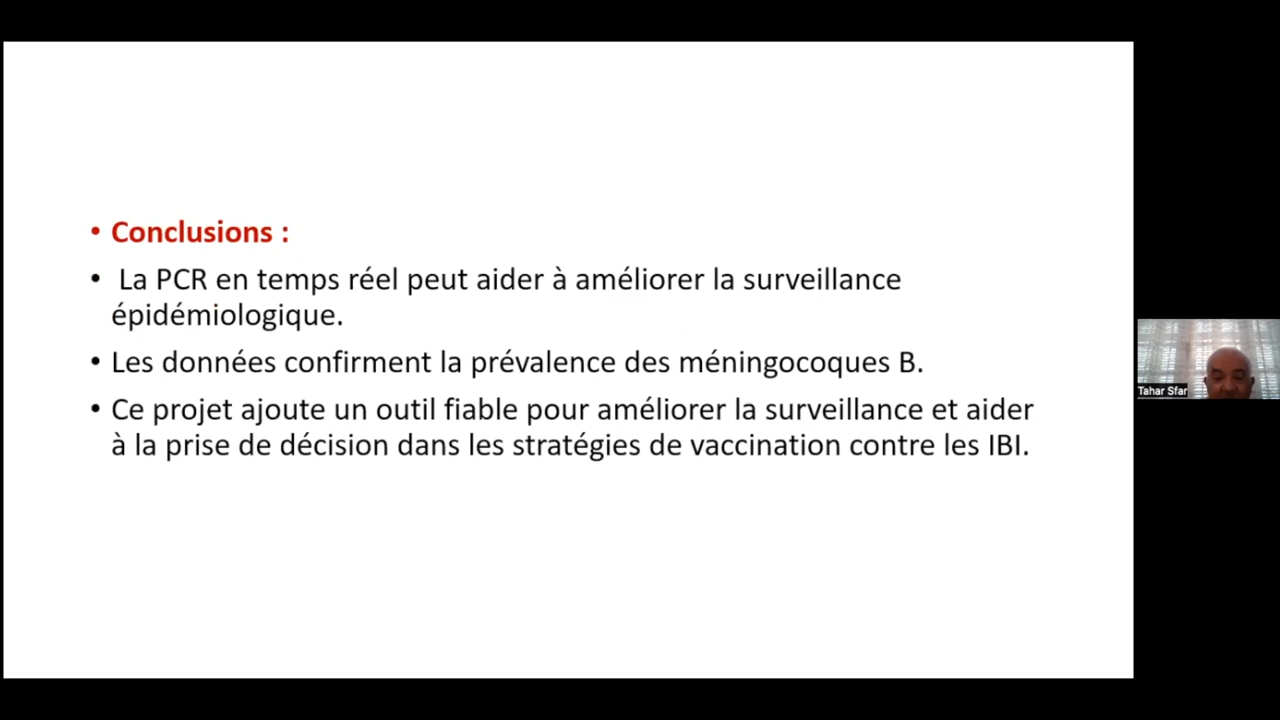 • Conclusions :
• La PCR en temps réel peut aider à améliorer la surveillance
épidémiologique.
• Les données confirment la prévalence des méningocoques B.
• Ce projet ajoute un outil fiable pour améliorer la surveillance et aider
à la prise de décision dans les stratégies de vaccination contre les IBI.
Tahar Sfar